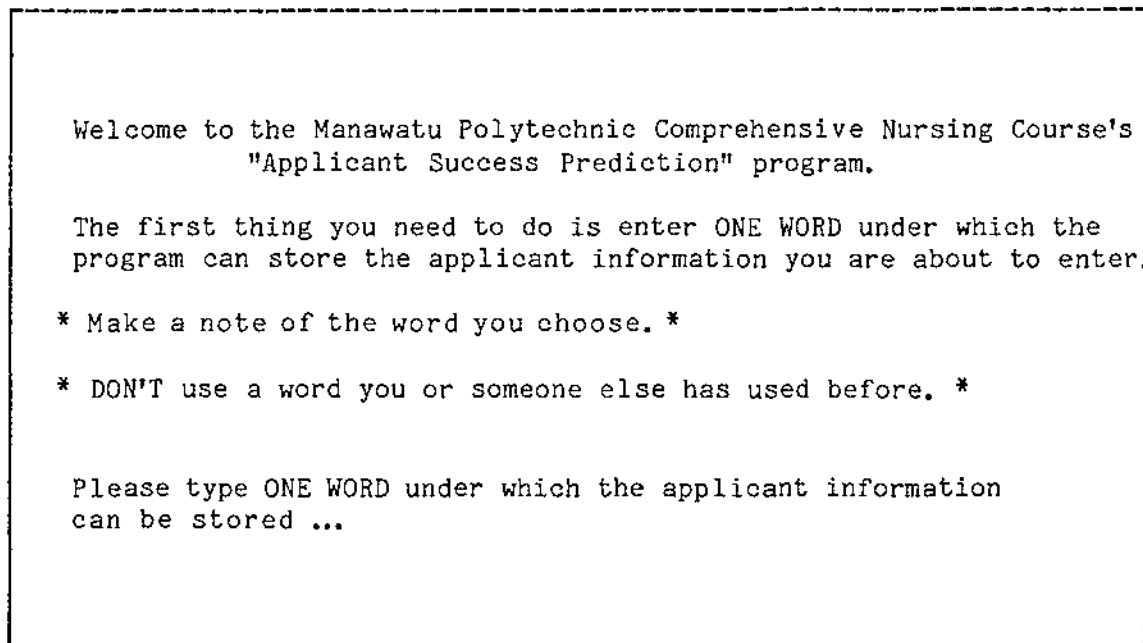 Welcome to the Manawatu Polytechnic Comprehensive Nursing Course's
"Applicant Success Prediction" program.
The first thing you need to do is enter ONE WORD under which the
program can store the applicant information you are about to enter.
* Make a note of the word you choose. *
* DON'T use a word you or someone else has used before. *
Please type ONE WORD under which the applicant information
can be stored ...